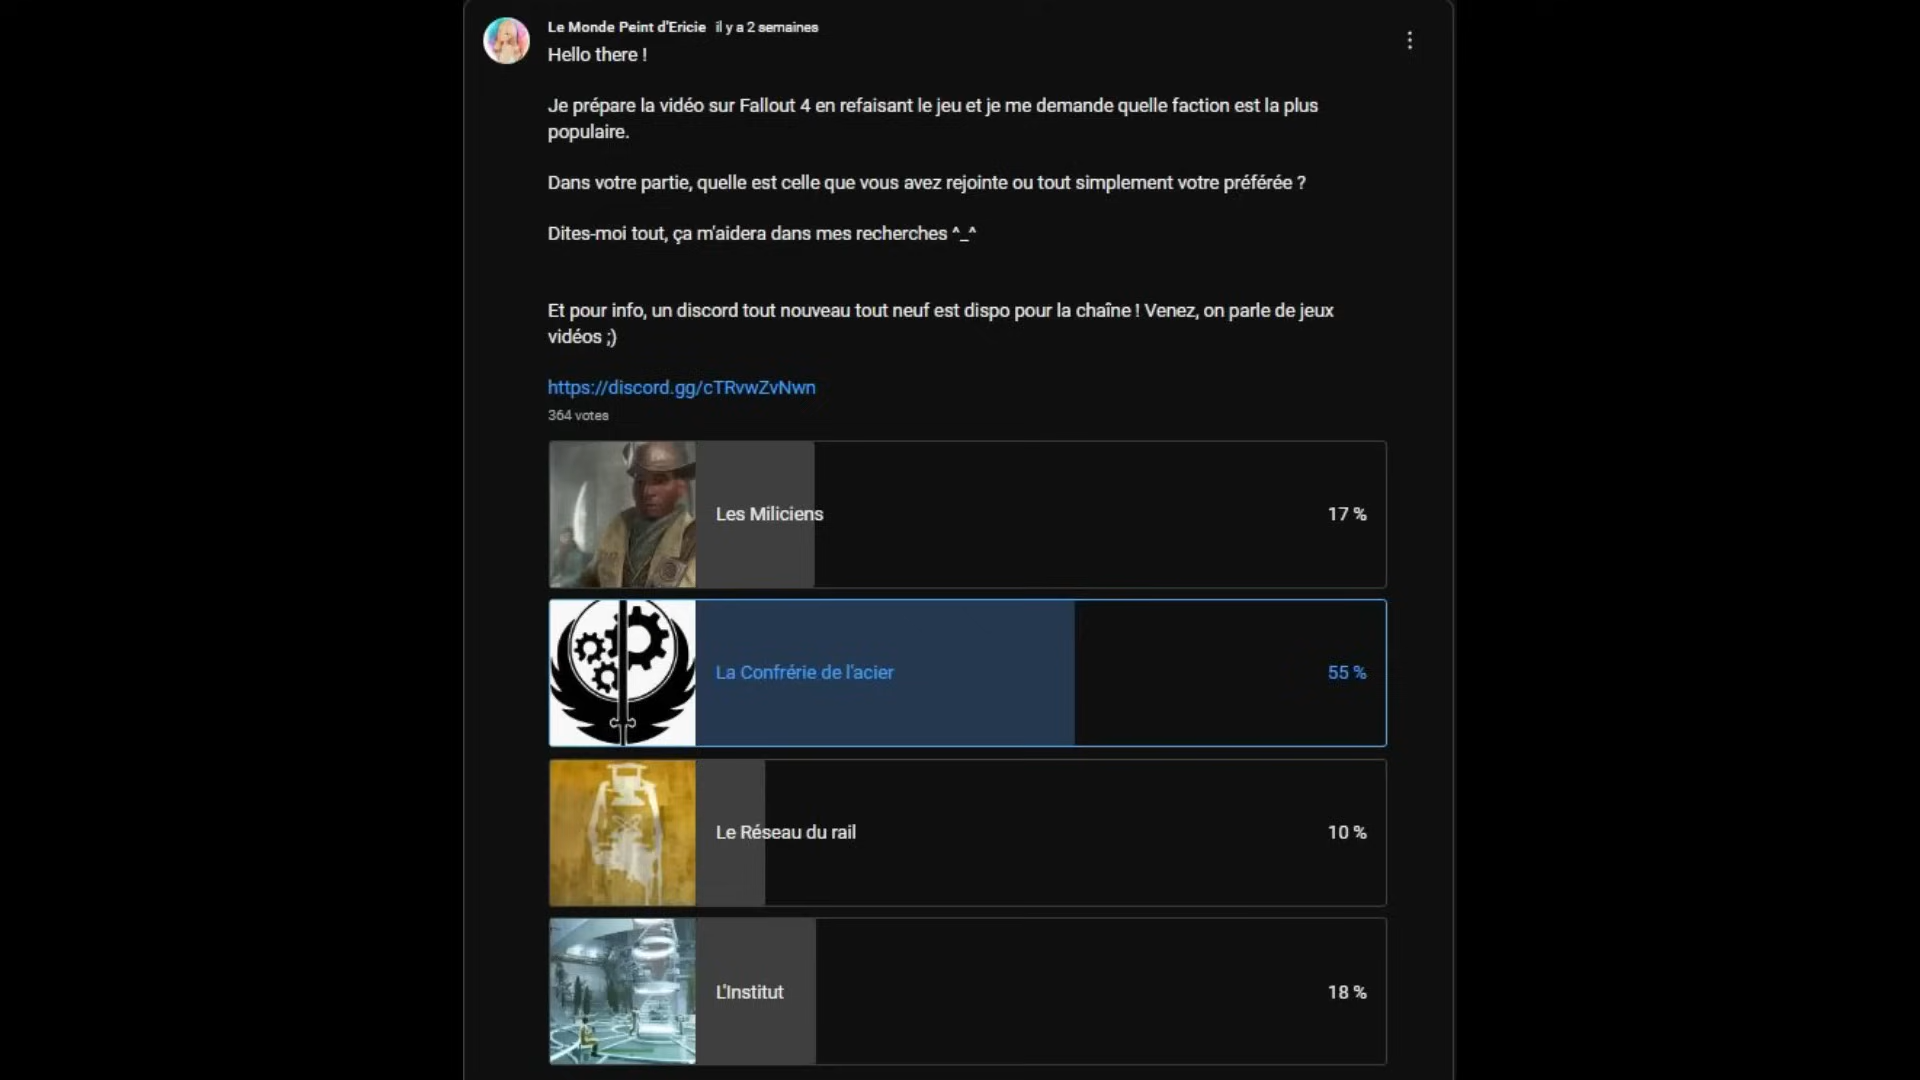 Le Monde Peint d'Ericie il y a 2 semaines
Hello there !
Je prépare la vidéo sur Fallout 4 en refaisant le jeu et je me demande quelle faction est la plus
populaire.
Dans votre partie, quelle est celle que vous avez rejointe ou tout simplement votre préférée ?
Dites-moi tout, ça m'aidera dans mes recherches ^_^
Et pour info, un discord tout nouveau tout neuf est dispo pour la chaîne ! Venez, on parle de jeux
vidéos ;)
https://discord.gg/cTRvwZvNwn
364 votes
Les Miliciens 17 %
La Confrérie de l'acier 55 %
Le Réseau du rail 10 %
L'Institut 18 %